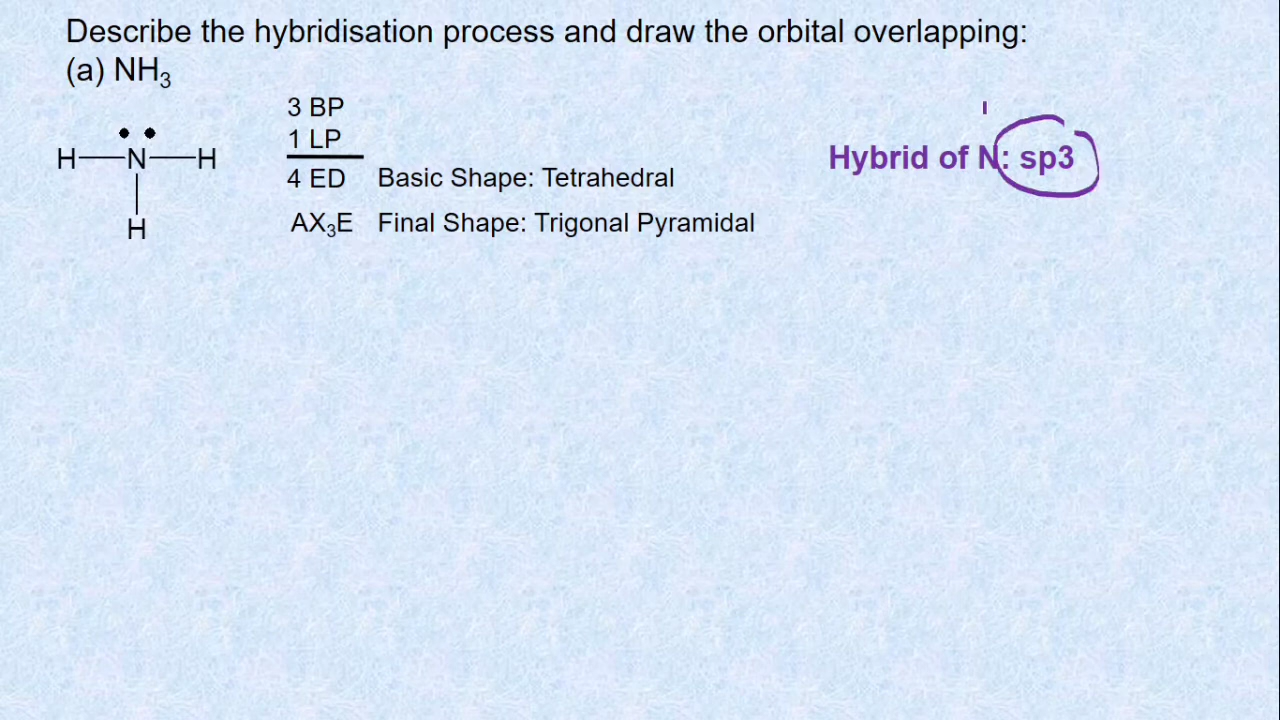 Describe the hybridisation process and draw the orbital overlapping:
(a) NH₃
3 BP
1 LP
H—N—H
H
4 ED Basic Shape: Tetrahedral
AX₃E Final Shape: Trigonal Pyramidal
Hybrid of N: sp3